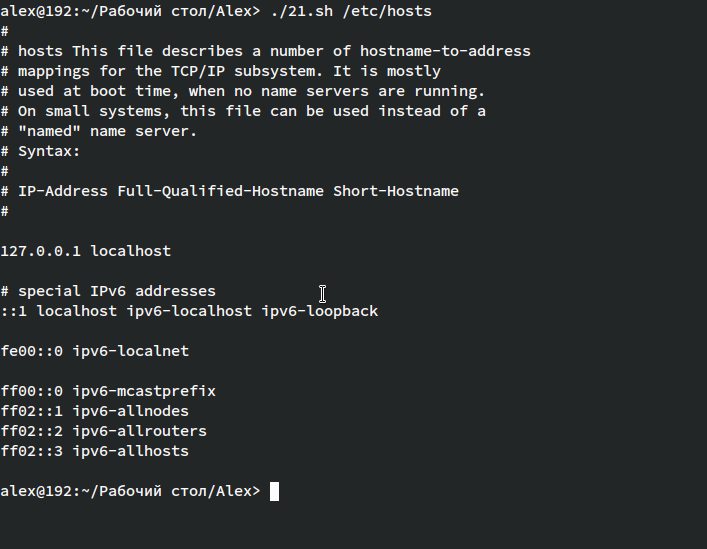 alex@192:~/Рабочий стол/Alex> ./21.sh /etc/hosts
#
# hosts This file describes a number of hostname-to-address
# mappings for the TCP/IP subsystem. It is mostly
# used at boot time, when no name servers are running.
# On small systems, this file can be used instead of a
# "named" name server.
# Syntax:
#
# IP-Address Full-Qualified-Hostname Short-Hostname
#
127.0.0.1 localhost
# special IPv6 addresses
::1 localhost ipv6-localhost ipv6-loopback
fe00::0 ipv6-localnet
ff00::0 ipv6-mcastprefix
ff02::1 ipv6-allnodes
ff02::2 ipv6-allrouters
ff02::3 ipv6-allhosts
alex@192:~/Рабочий стол/Alex>